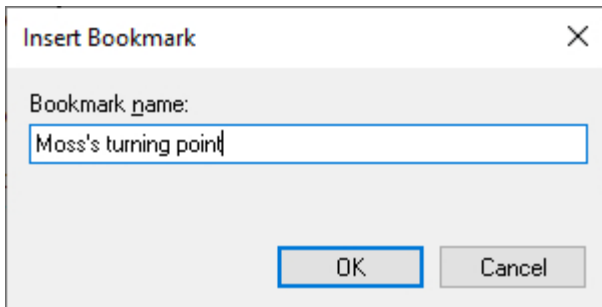 Insert Bookmark
Bookmark name:
Moss's turning point
OK
Cancel